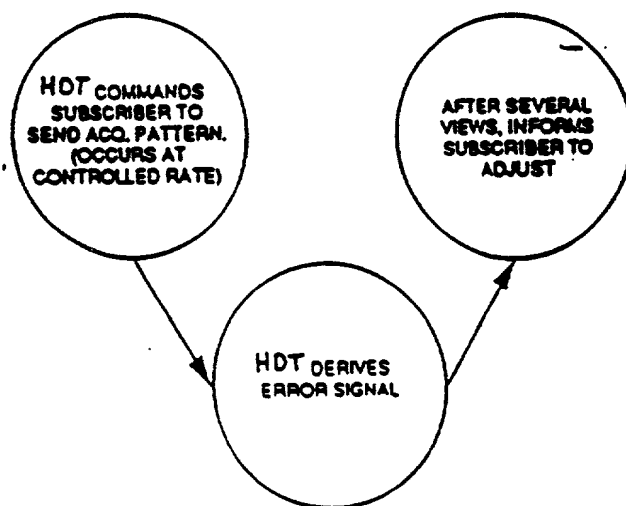 HDT COMMANDS
SUBSCRIBER TO
SEND ACQ. PATTERN.
(OCCURS AT
CONTROLLED RATE)
AFTER SEVERAL
VIEWS, INFORMS
SUBSCRIBER TO
ADJUST
HDT DERIVES
ERROR SIGNAL